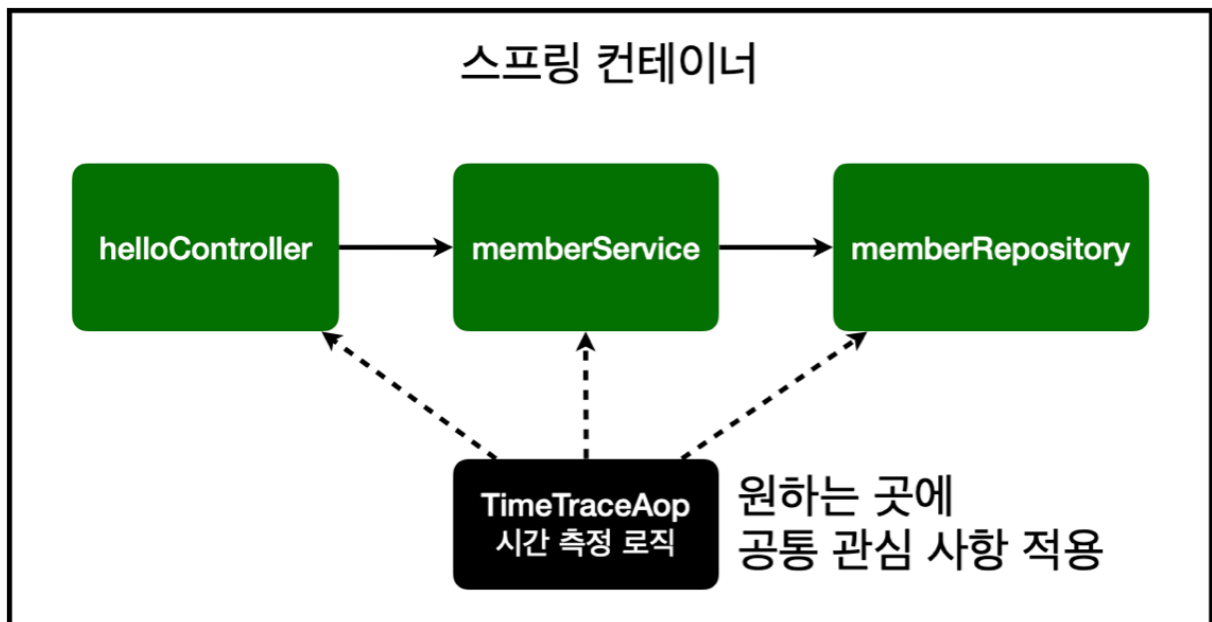 스프링 컨테이너
helloController
memberService
memberRepository
TimeTraceAop
시간 측정 로직
원하는 곳에
공통 관심 사항 적용